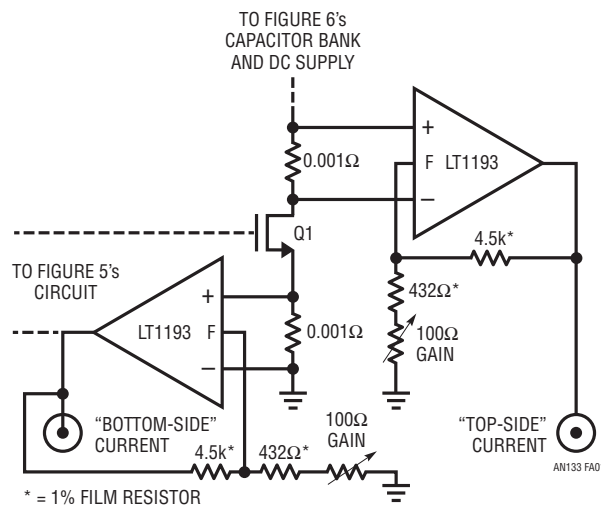 TO FIGURE 6's
CAPACITOR BANK
AND DC SUPPLY
+
0.001Ω
F LT1193
−
Q1
4.5k*
TO FIGURE 5's
CIRCUIT
432Ω*
+
LT1193 F
0.001Ω
100Ω
GAIN
−
"BOTTOM-SIDE"
CURRENT
100Ω
GAIN
"TOP-SIDE"
CURRENT
4.5k*
432Ω*
AN133 FA01
* = 1% FILM RESISTOR